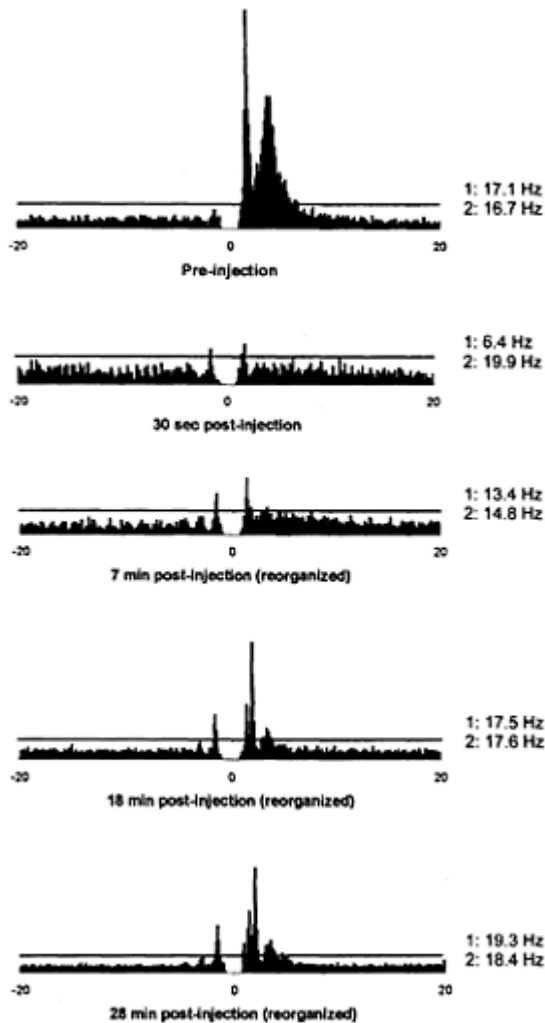 1: 17.1 Hz
2: 16.7 Hz
-20 0 20
Pre-injection
1: 6.4 Hz
2: 19.9 Hz
-20 0 20
30 sec post-injection
1: 13.4 Hz
2: 14.8 Hz
-20 0 20
7 min post-injection (reorganized)
1: 17.5 Hz
2: 17.6 Hz
-20 0 20
18 min post-injection (reorganized)
1: 19.3 Hz
2: 18.4 Hz
-20 0 20
28 min post-injection (reorganized)